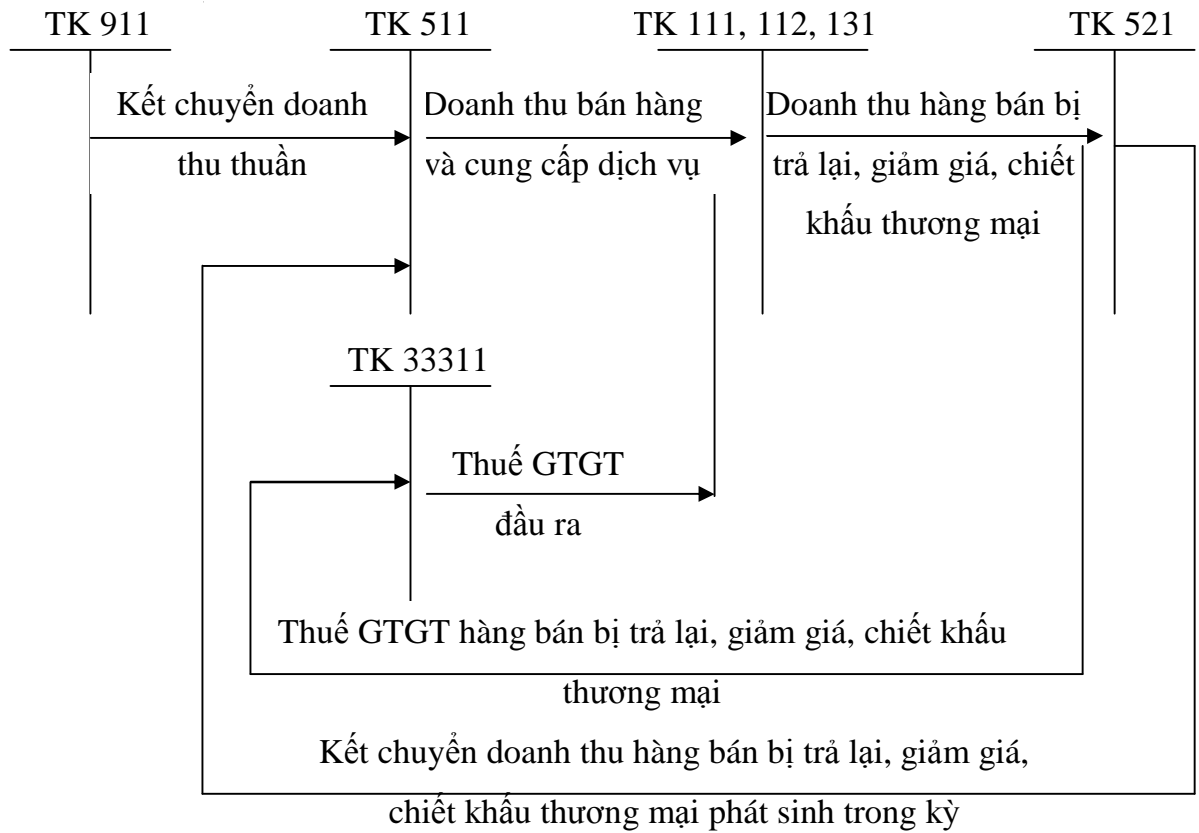 TK 911 TK 511 TK 111, 112, 131 TK 521
Kết chuyển doanh
thu thuần
Doanh thu bán hàng
và cung cấp dịch vụ
Doanh thu hàng bán bị
trả lại, giảm giá, chiết
khấu thương mại
TK 33311
Thuế GTGT
đầu ra
Thuế GTGT hàng bán bị trả lại, giảm giá, chiết khấu
thương mại
Kết chuyển doanh thu hàng bán bị trả lại, giảm giá,
chiết khấu thương mại phát sinh trong kỳ